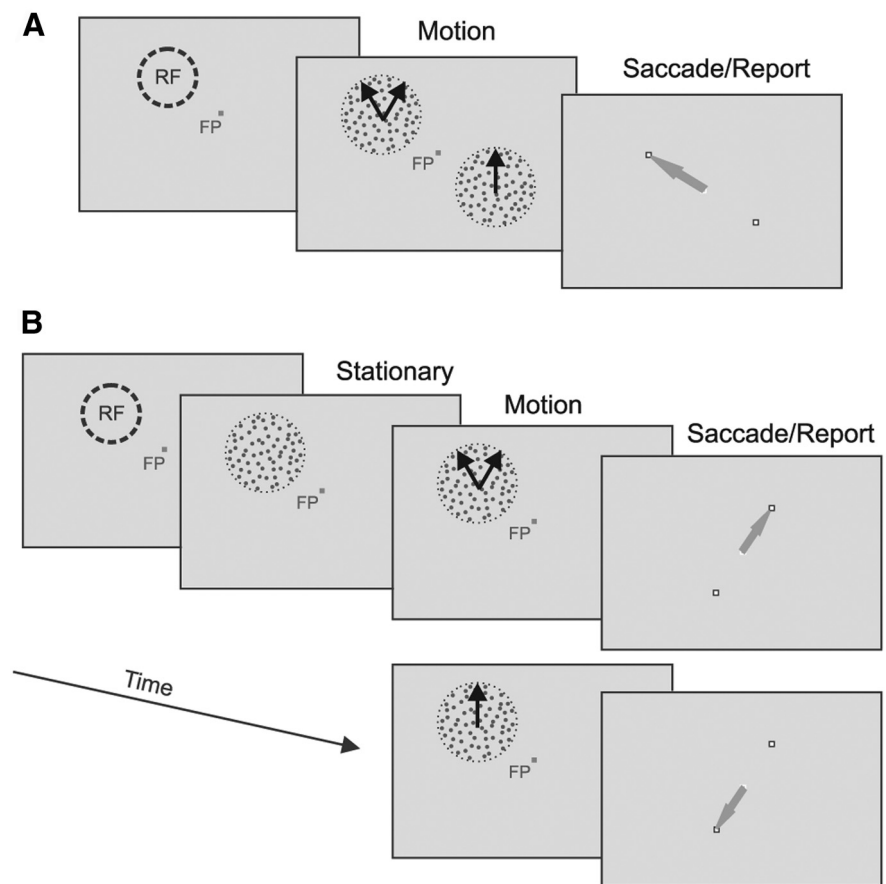 A
Motion
Saccade/Report
RF
FP
FP
B
Stationary
Motion
Saccade/Report
RF
FP
FP
FP
Time
FP